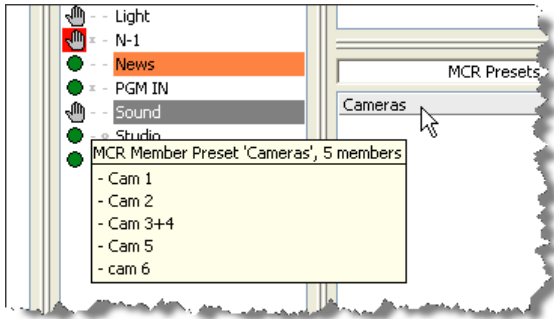 - - Light
x - N-1
- - News
x - PGM IN
- - Sound
- o Studio
MCR Presets
Cameras
MCR Member Preset 'Cameras', 5 members
- Cam 1
- Cam 2
- Cam 3+4
- Cam 5
- cam 6